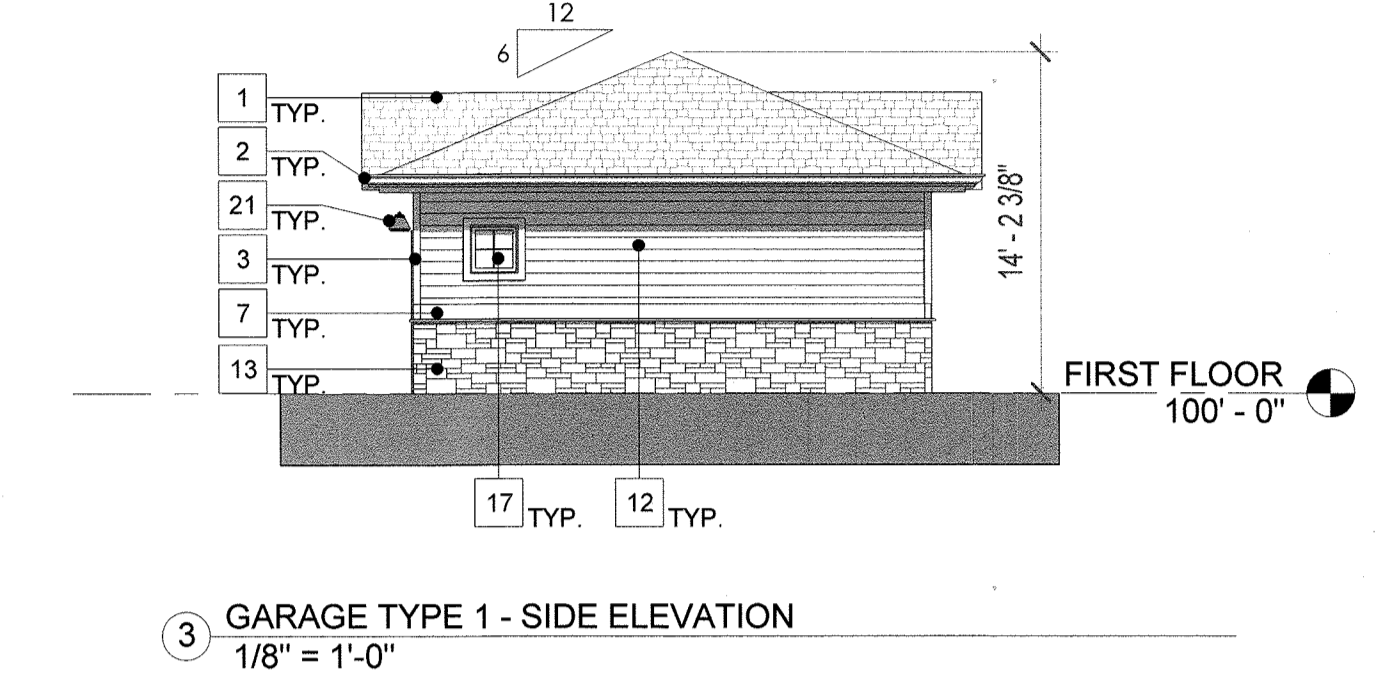 12
6
1 TYP.
2 TYP.
21 TYP.
3 TYP.
7 TYP.
13 TYP.
14' - 2 3/8"
FIRST FLOOR
100' - 0"
17 TYP. 12 TYP.
3 GARAGE TYPE 1 - SIDE ELEVATION
1/8" = 1'-0"